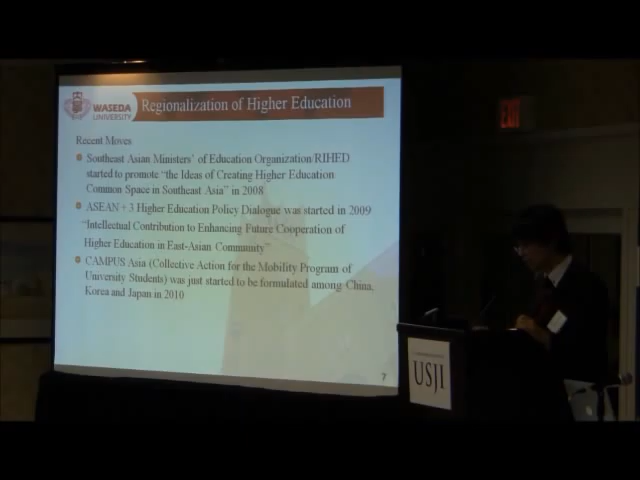 WASEDA
UNIVERSITY
Regionalization of Higher Education
Recent Moves
Southeast Asian Ministers' of Education Organization/RIHED
started to promote "the Ideas of Creating Higher Education
Common Space in Southeast Asia" in 2008
ASEAN + 3 Higher Education Policy Dialogue was started in 2009
"Intellectual Contribution to Enhancing Future Cooperation of
Higher Education in East-Asian Community"
CAMPUS Asia (Collective Action for the Mobility Program of
University Students) was just started to be formulated among China,
Korea and Japan in 2010
7
USJI